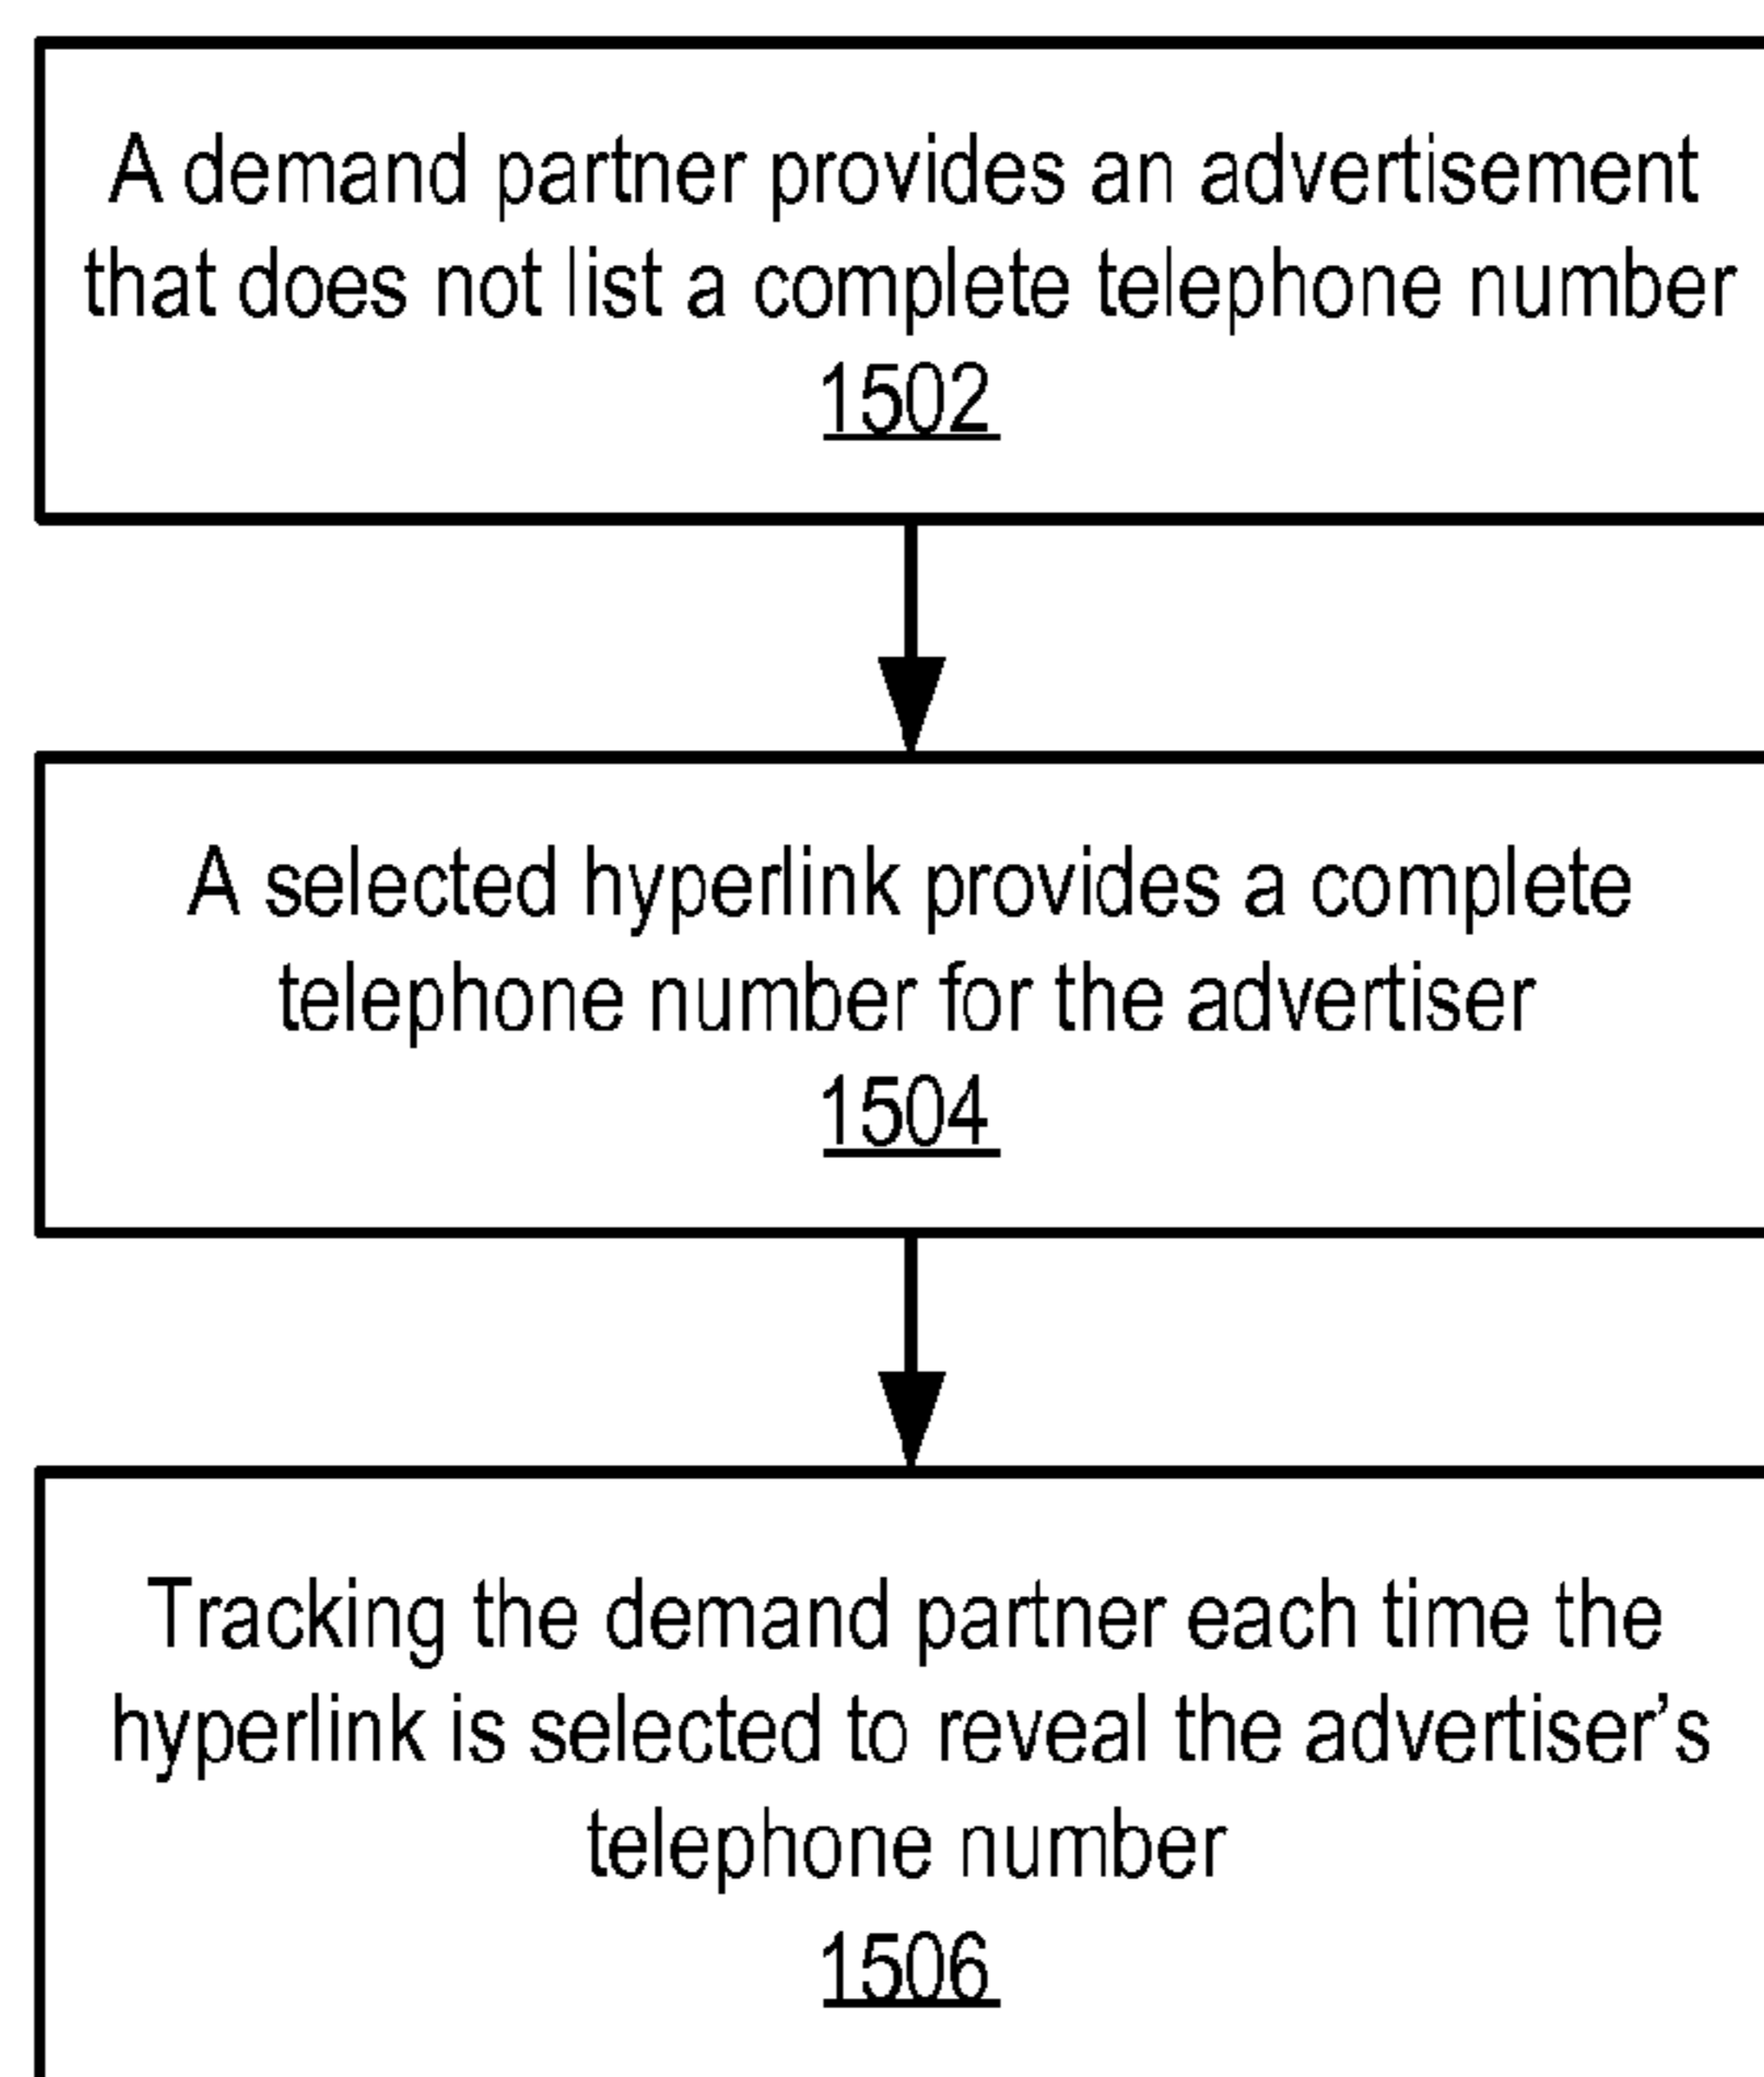 A demand partner provides an advertisement
that does not list a complete telephone number
1502
A selected hyperlink provides a complete
telephone number for the advertiser
1504
Tracking the demand partner each time the
hyperlink is selected to reveal the advertiser’s
telephone number
1506